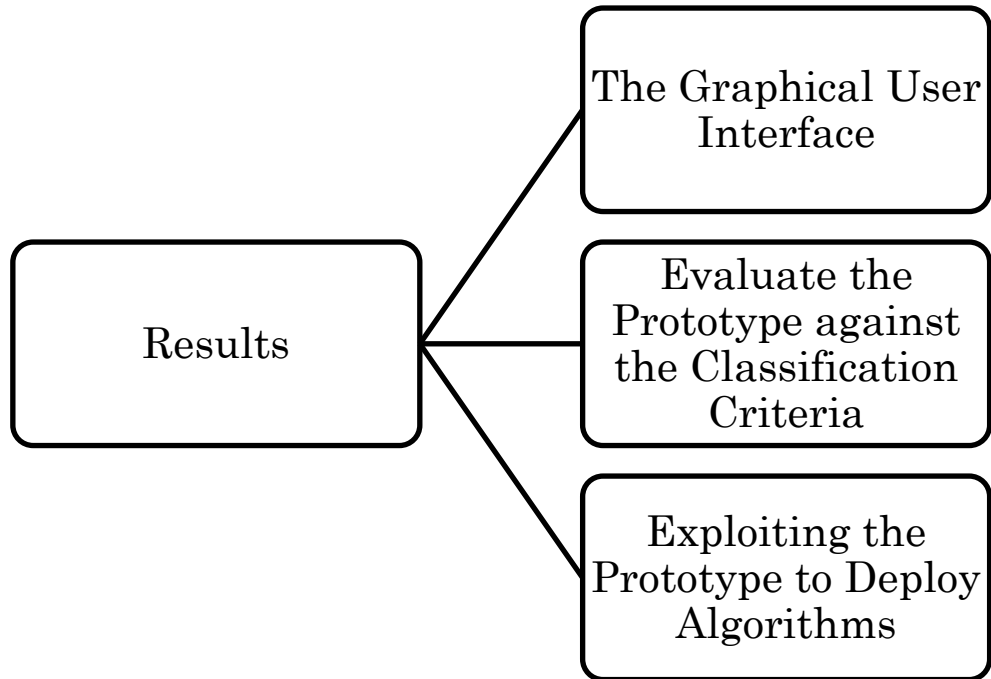 The Graphical User
Interface
Results
Evaluate the
Prototype against
the Classification
Criteria
Exploiting the
Prototype to Deploy
Algorithms